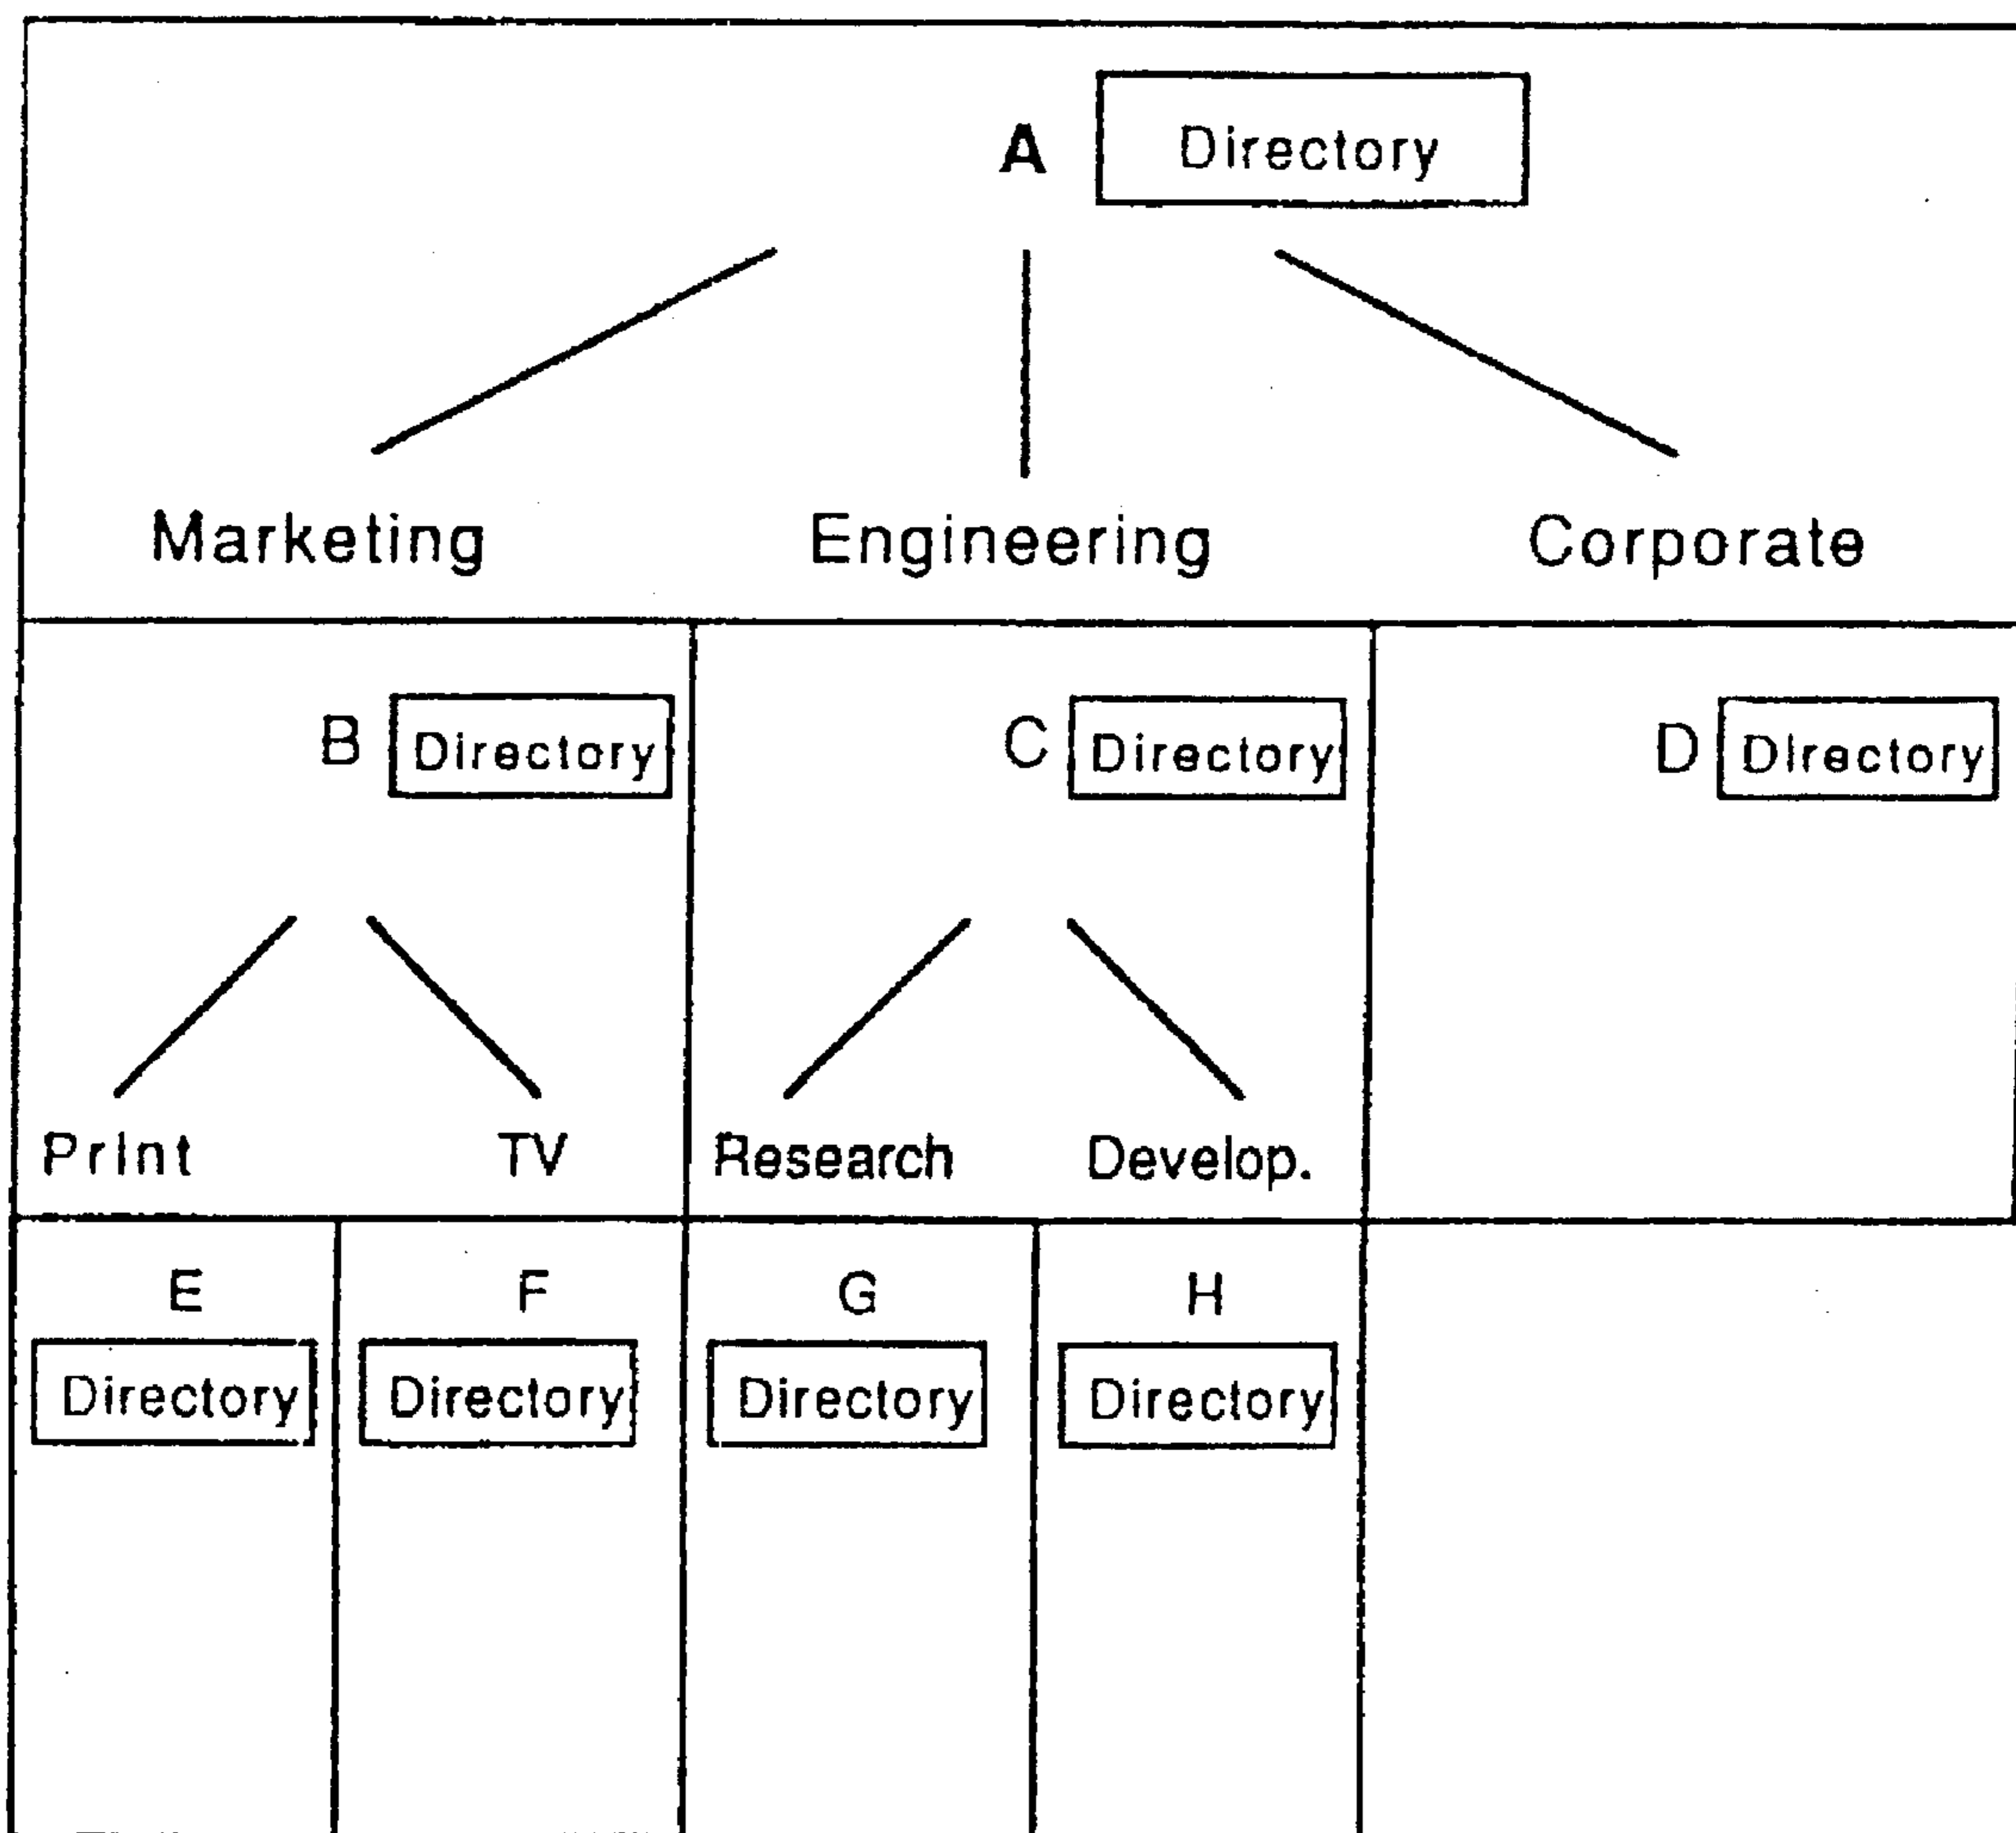 A Directory
Marketing Engineering Corporate
B Directory C Directory D Directory
Print TV Research Develop.
E F G H
Directory Directory Directory Directory